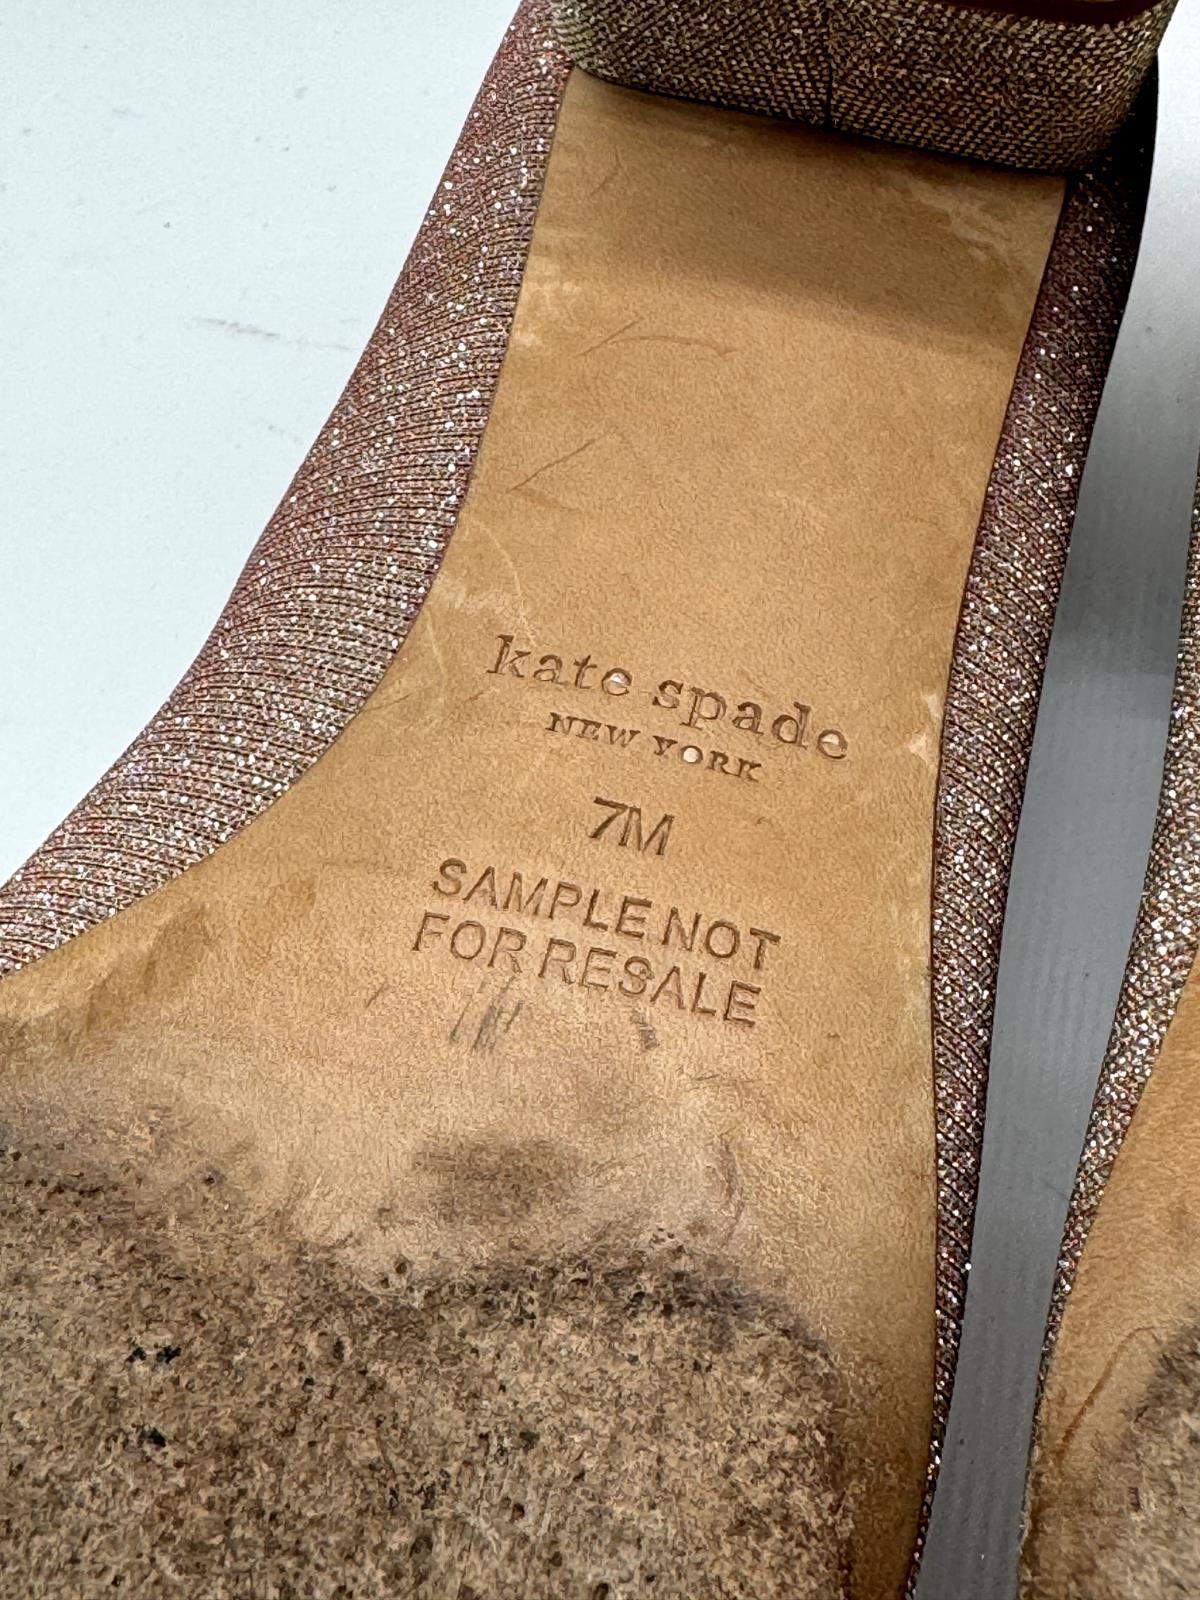 kate spade
NEW YORK
7M
SAMPLE NOT
FOR RESALE